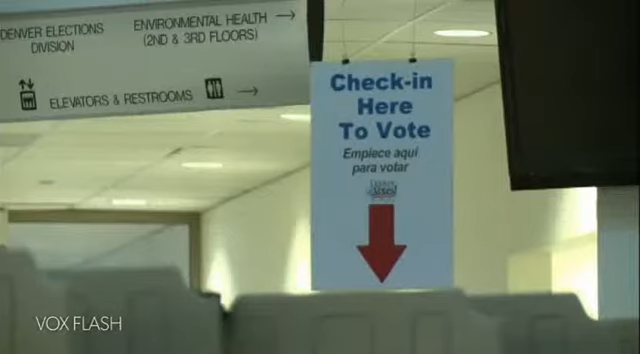 DENVER ELECTIONS
DIVISION
ENVIRONMENTAL HEALTH
(2ND & 3RD FLOORS)
ELEVATORS & RESTROOMS
Check-in
Here
To Vote
Empiece aquí
para votar
VOX FLASH